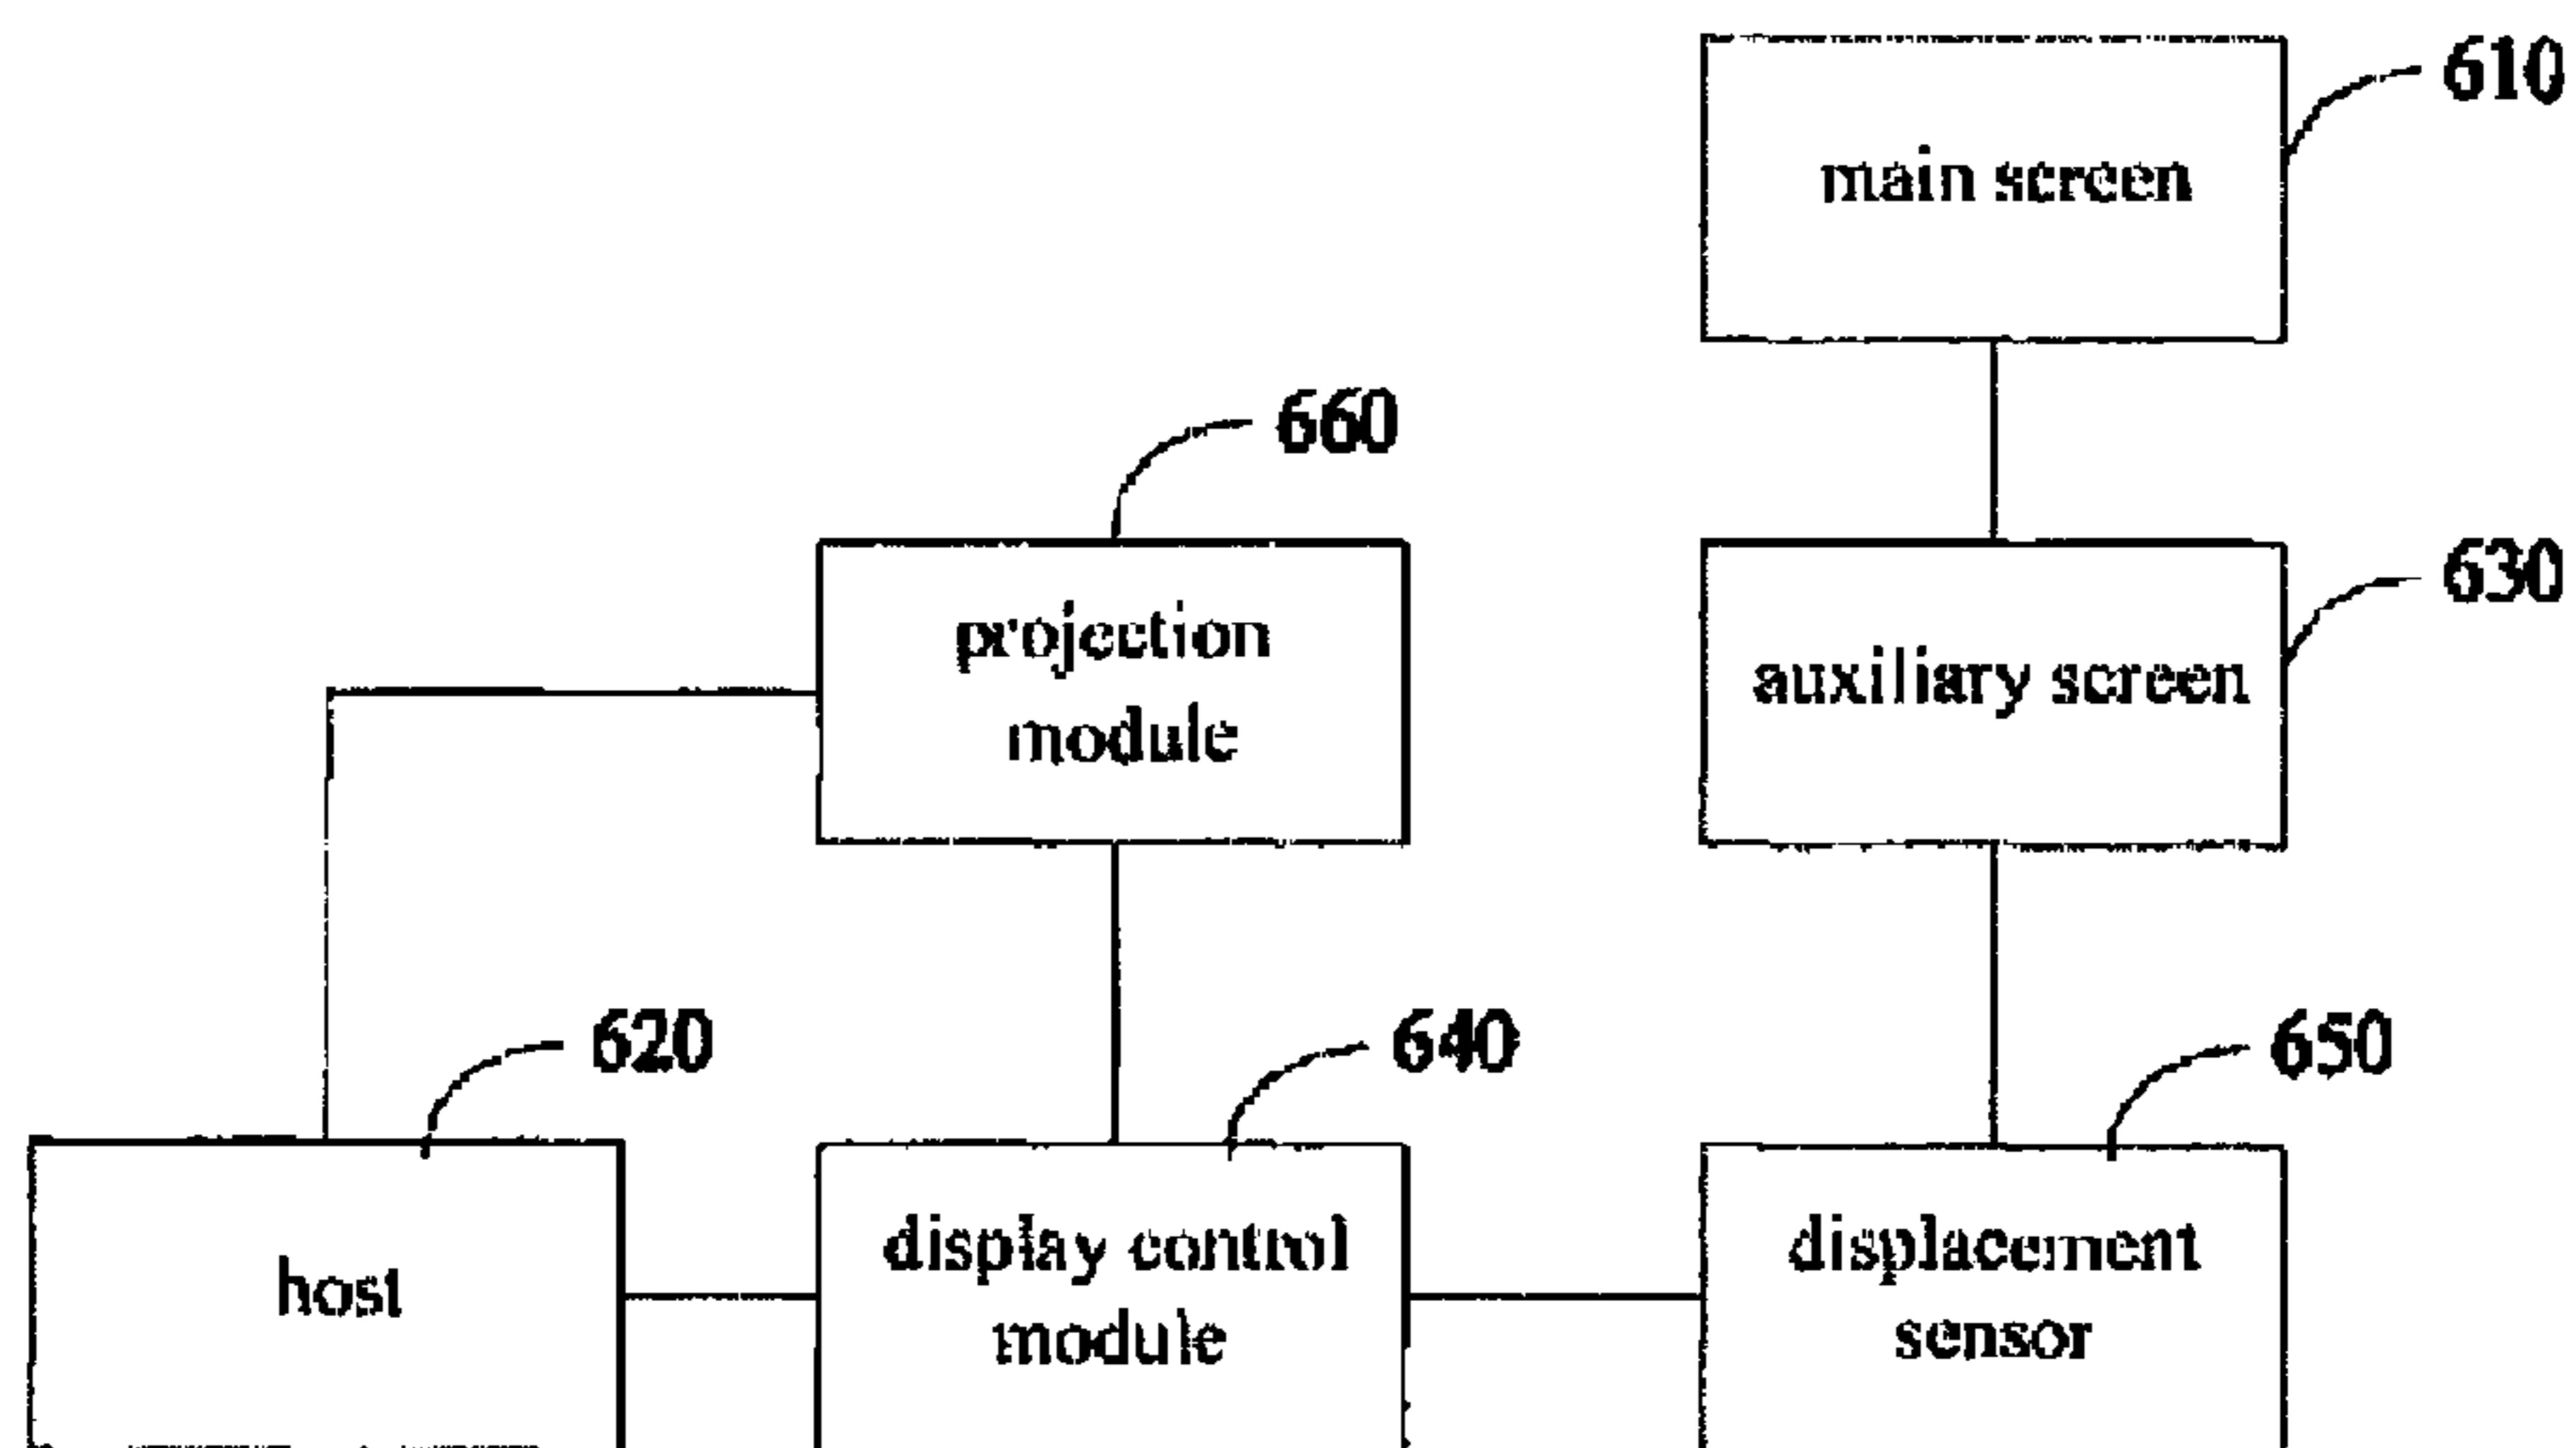 610
main screen
660
630
projection
module
auxiliary screen
620
640
650
host
display control
module
displacement
sensor